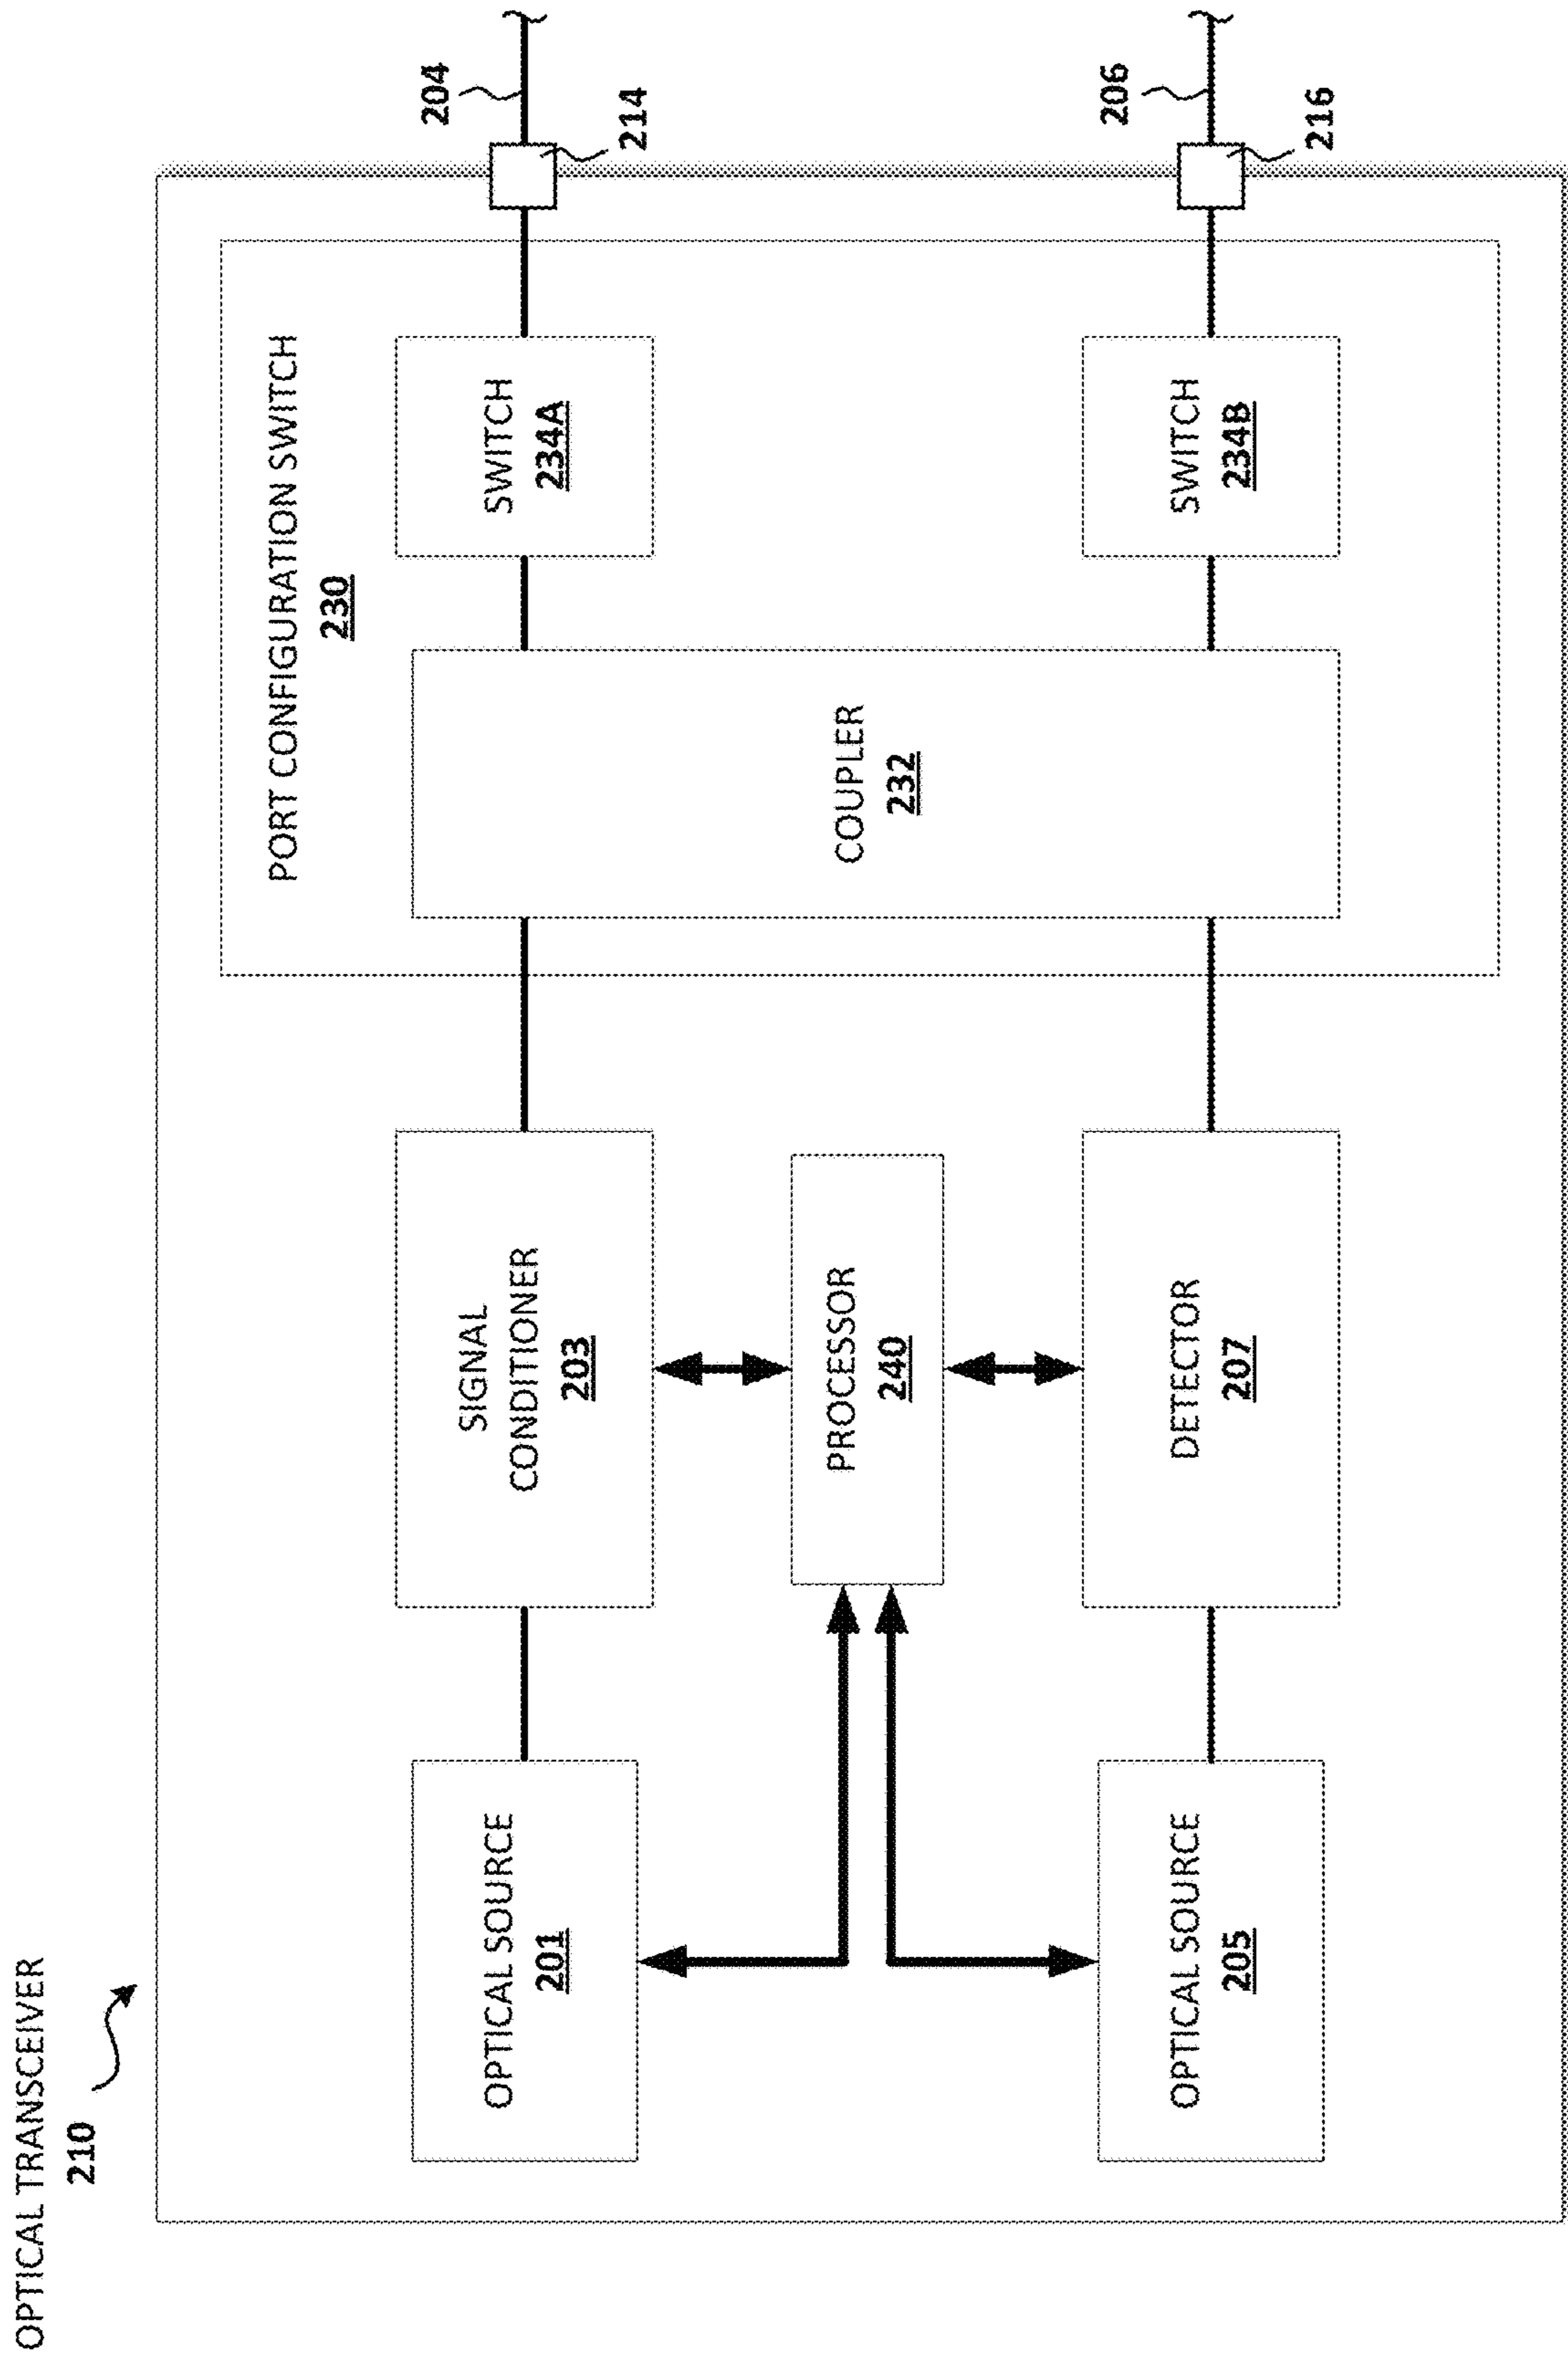 OPTICAL TRANSCEIVER
210
OPTICAL SOURCE
201
SIGNAL
CONDITIONER
203
PORT CONFIGURATION SWITCH
230
SWITCH
234A
204
214
PROCESSOR
240
COUPLER
232
OPTICAL SOURCE
205
DETECTOR
207
SWITCH
234B
206
216